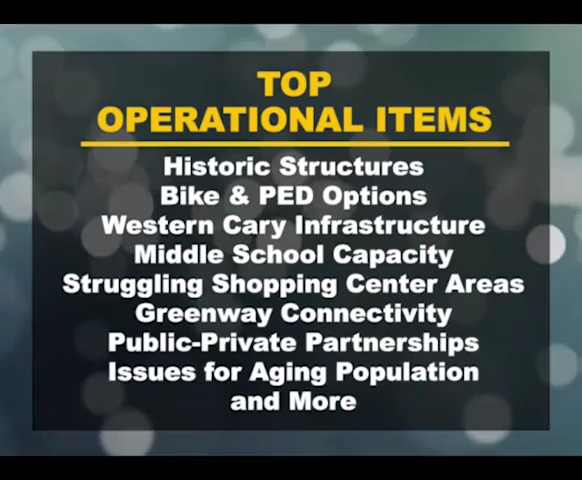 TOP
OPERATIONAL ITEMS
Historic Structures
Bike & PED Options
Western Cary Infrastructure
Middle School Capacity
Struggling Shopping Center Areas
Greenway Connectivity
Public-Private Partnerships
Issues for Aging Population
and More